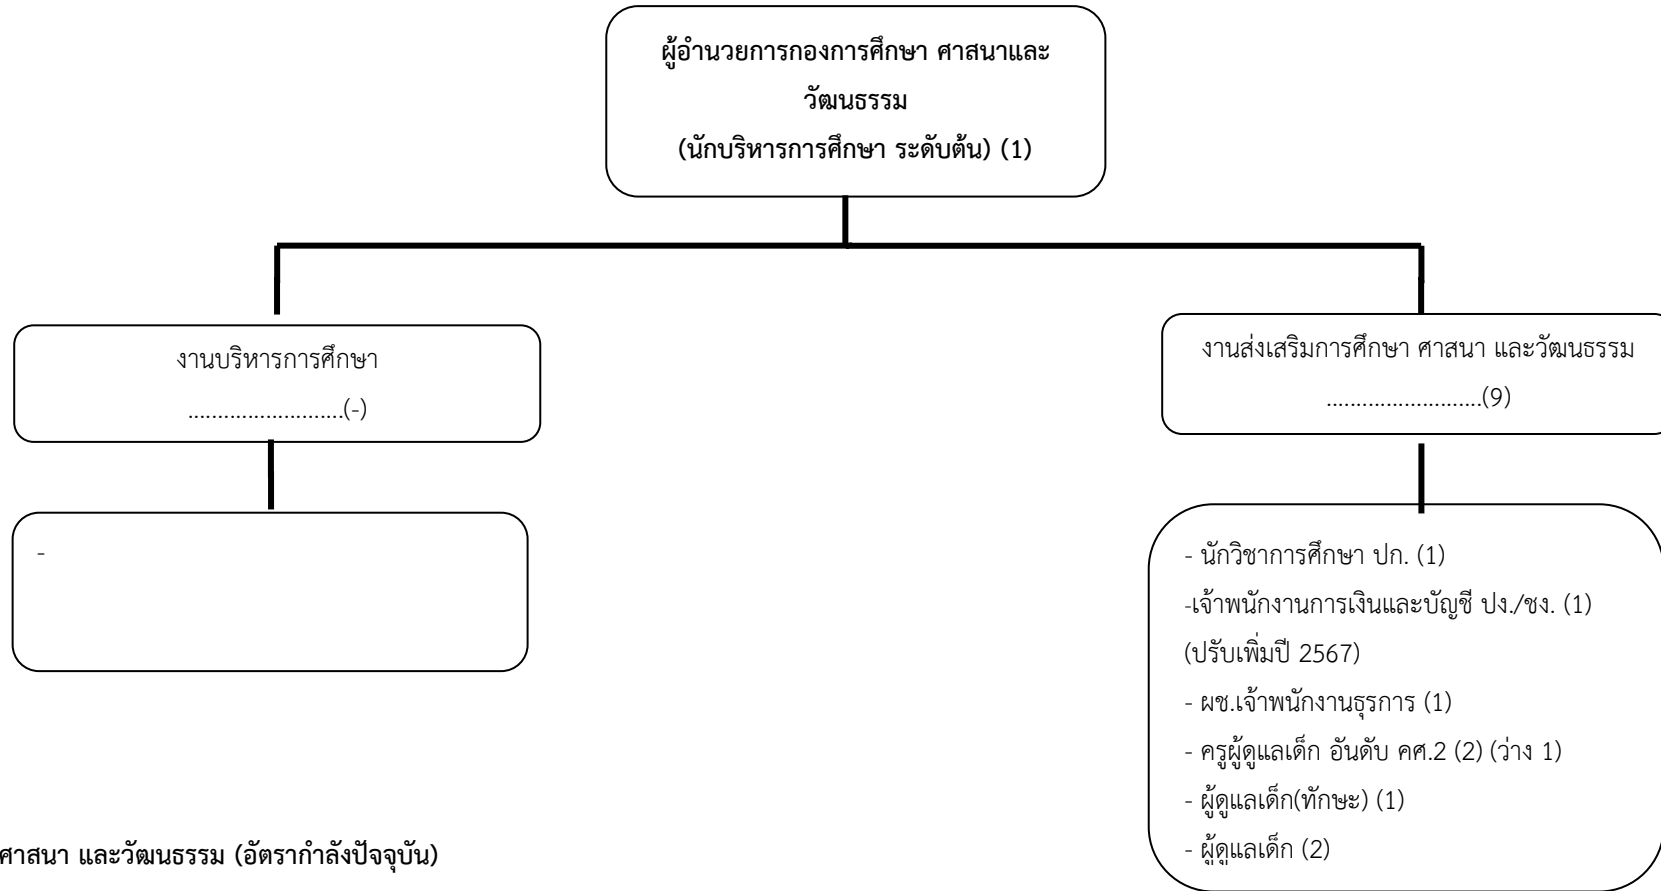 ผู้อำนวยการกองการศึกษา ศาสนาและ
วัฒนธรรม
(นักบริหารการศึกษา ระดับต้น) (1)
งานบริหารการศึกษา
..........................(-)
งานส่งเสริมการศึกษา ศาสนา และวัฒนธรรม
..........................(9)
-
- นักวิชาการศึกษา ปก. (1)
-เจ้าพนักงานการเงินและบัญชี ปง./ชง. (1)
(ปรับเพิ่มปี 2567)
- ผช.เจ้าพนักงานธุรการ (1)
- ครูผู้ดูแลเด็ก อันดับ คศ.2 (2) (ว่าง 1)
- ผู้ดูแลเด็ก(ทักษะ) (1)
- ผู้ดูแลเด็ก (2)
ศาสนา และวัฒนธรรม (อัตรากำลังปัจจุบัน)